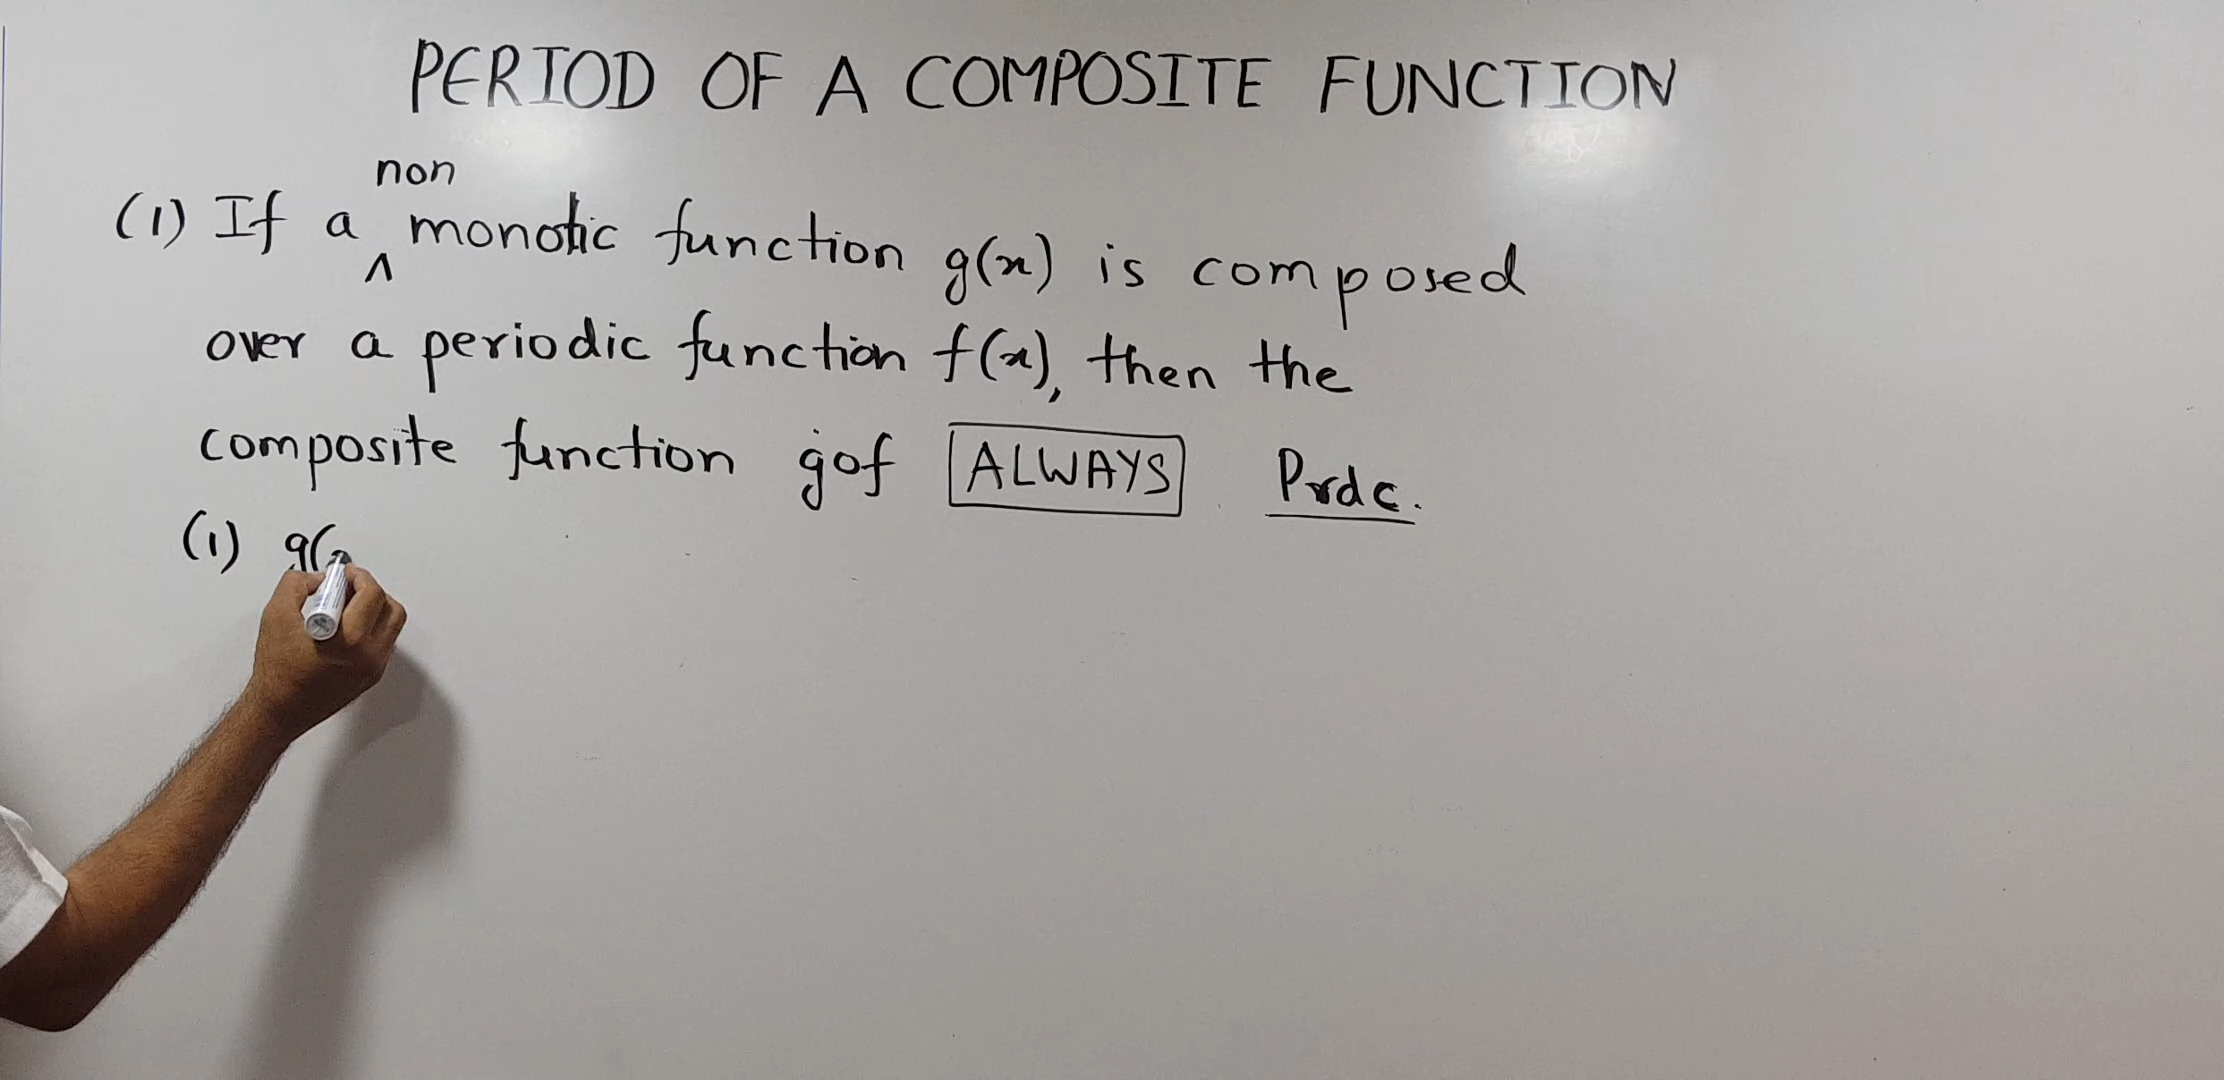 PERIOD OF A COMPOSITE FUNCTION
non
(1) If a ^ monotic function g(x) is composed
over a periodic function f(x), then the
composite function gof ALWAYS Prdc.
(1) g(